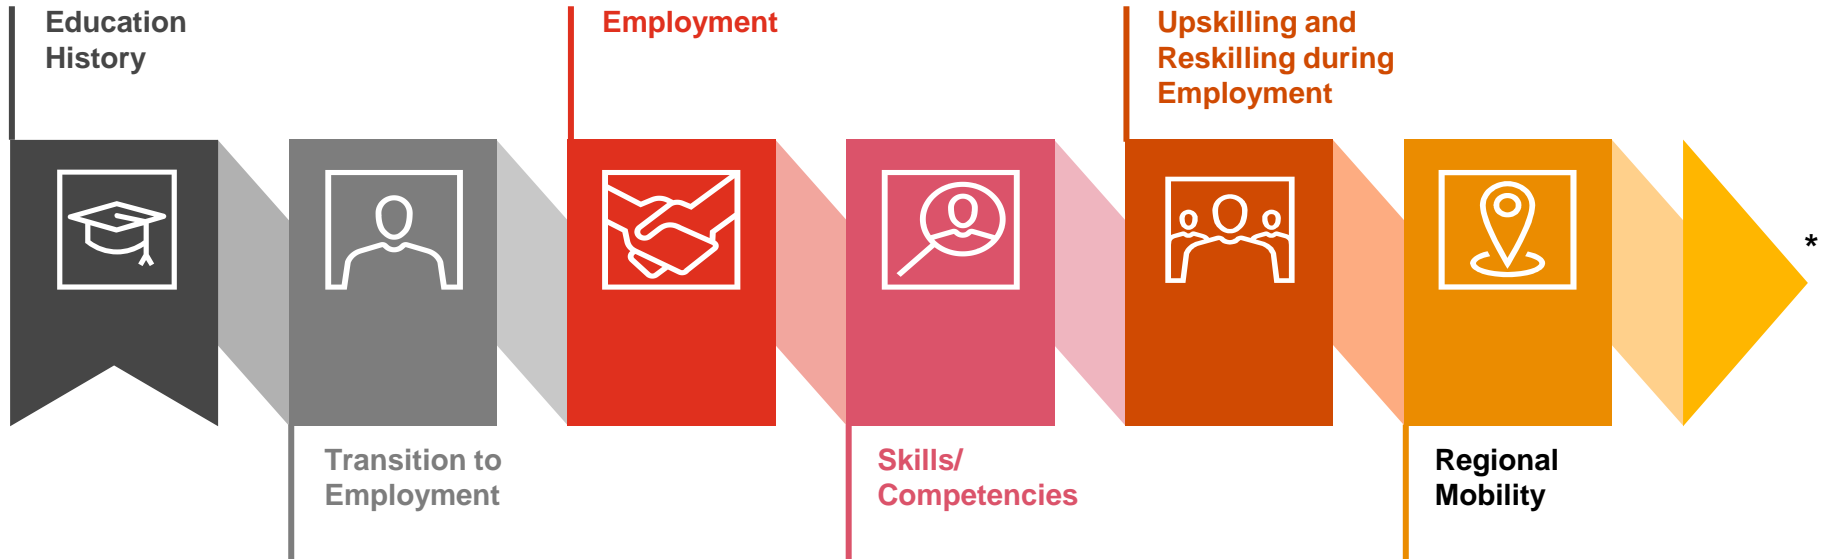 Education
History
Employment
Upskilling and
Reskilling during
Employment
*
Transition to
Employment
Skills/
Competencies
Regional
Mobility